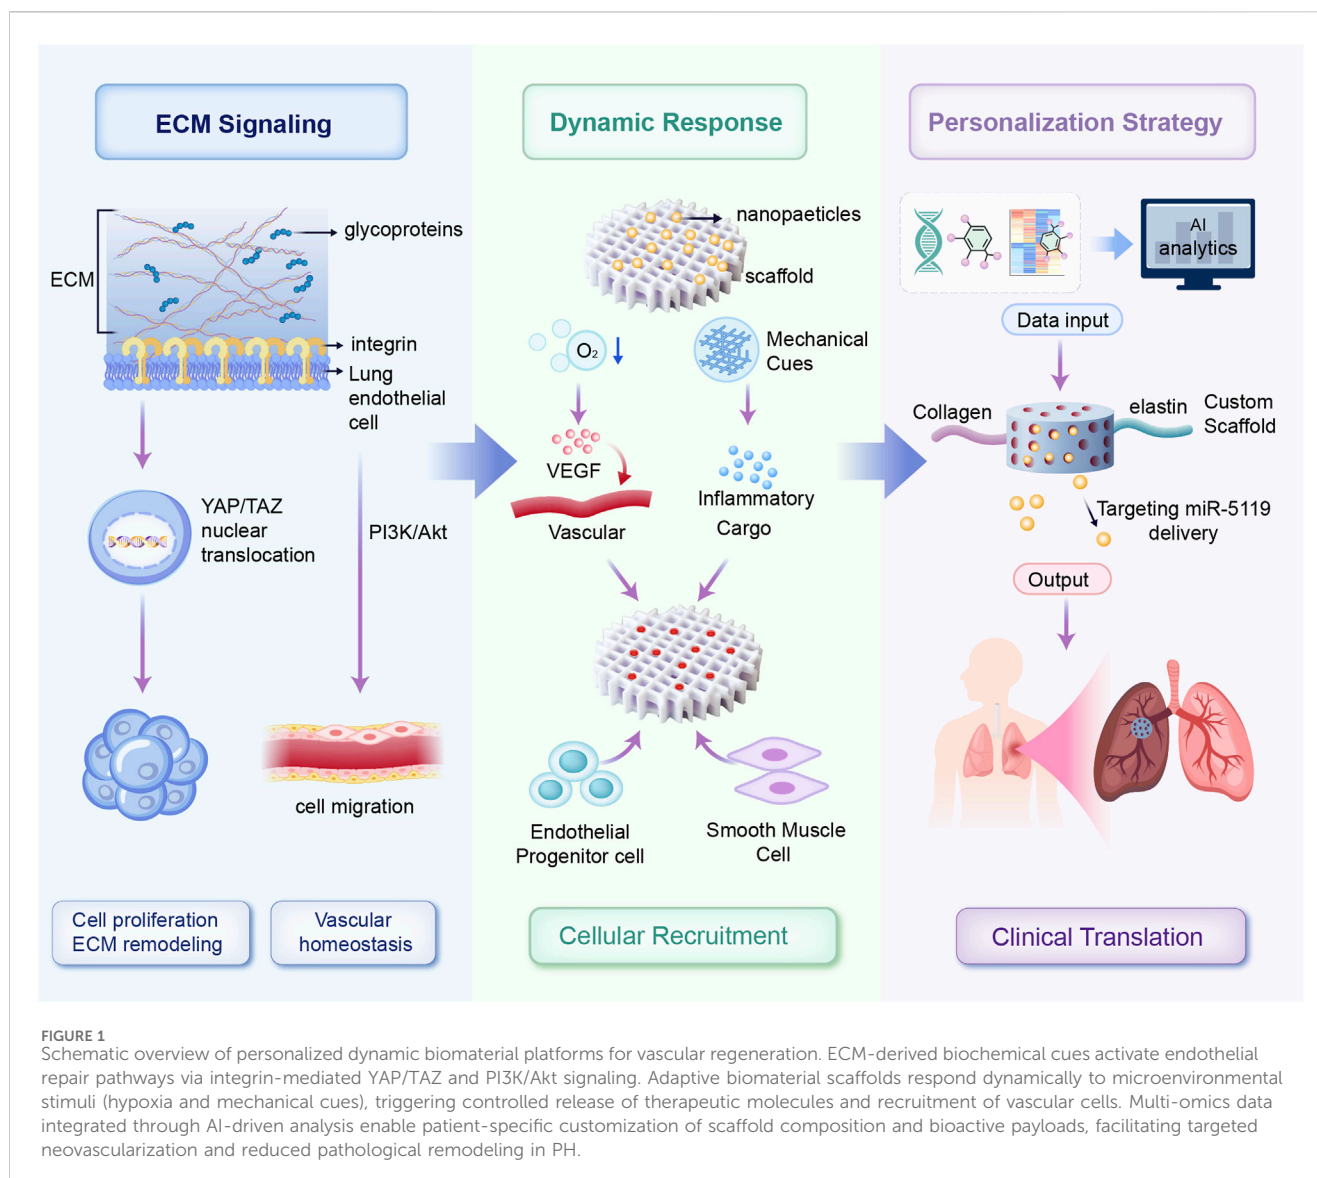 ECM Signaling
ECM
glycoproteins
integrin
Lung
endothelial
cell
YAP/TAZ
nuclear
translocation
PI3K/Akt
cell migration
Cell proliferation
ECM remodeling
Vascular
homeostasis
Dynamic Response
nanopaeticles
scaffold
O₂
Mechanical
Cues
VEGF
Vascular
Inflammatory
Cargo
Endothelial
Progenitor cell
Smooth Muscle
Cell
Cellular Recruitment
Personalization Strategy
AI
analytics
Data input
Collagen
elastin
Custom
Scaffold
Targeting miR-5119
delivery
Output
Clinical Translation
FIGURE 1
Schematic overview of personalized dynamic biomaterial platforms for vascular regeneration. ECM-derived biochemical cues activate endothelial
repair pathways via integrin-mediated YAP/TAZ and PI3K/Akt signaling. Adaptive biomaterial scaffolds respond dynamically to microenvironmental
stimuli (hypoxia and mechanical cues), triggering controlled release of therapeutic molecules and recruitment of vascular cells. Multi-omics data
integrated through AI-driven analysis enable patient-specific customization of scaffold composition and bioactive payloads, facilitating targeted
neovascularization and reduced pathological remodeling in PH.